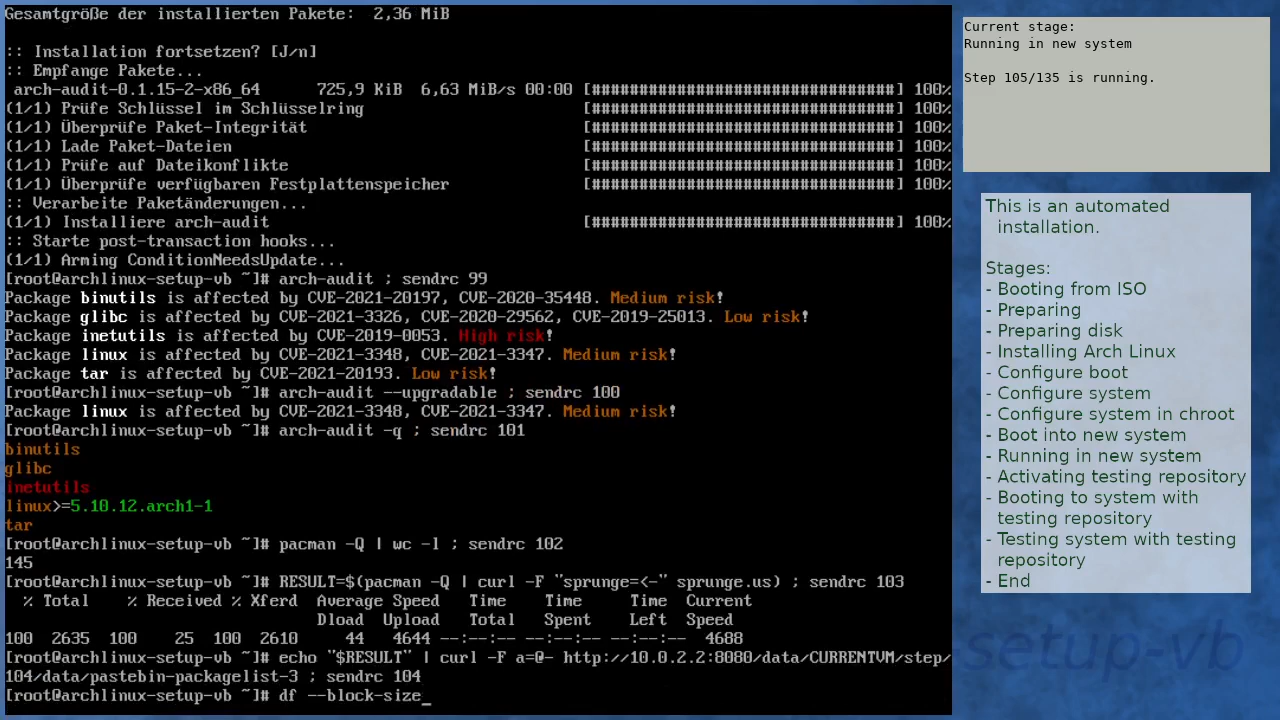 Gesamtgröße der installierten Pakete:  2,36 MiB
:: Installation fortsetzen? [J/n]
:: Empfange Pakete...
 arch-audit-0.1.15-2-x86_64      725,9 KiB  6,63 MiB/s 00:00 [################################] 100%
(1/1) Prüfe Schlüssel im Schlüsselring                       [################################] 100%
(1/1) Überprüfe Paket-Integrität                             [################################] 100%
(1/1) Lade Paket-Dateien                                     [################################] 100%
(1/1) Prüfe auf Dateikonflikte                               [################################] 100%
(1/1) Überprüfe verfügbaren Festplattenspeicher              [################################] 100%
:: Verarbeite Paketänderungen...
(1/1) Installiere arch-audit                                 [################################] 100%
:: Starte post-transaction hooks...
(1/1) Arming ConditionNeedsUpdate...
[root@archlinux-setup-vb ~]# arch-audit ; sendrc 99
Package binutils is affected by CVE-2021-20197, CVE-2020-35448. Medium risk!
Package glibc is affected by CVE-2021-3326, CVE-2020-29562, CVE-2019-25013. Low risk!
Package inetutils is affected by CVE-2019-0053. High risk!
Package linux is affected by CVE-2021-3348, CVE-2021-3347. Medium risk!
Package tar is affected by CVE-2021-20193. Low risk!
[root@archlinux-setup-vb ~]# arch-audit --upgradable ; sendrc 100
Package linux is affected by CVE-2021-3348, CVE-2021-3347. Medium risk!
[root@archlinux-setup-vb ~]# arch-audit -q ; sendrc 101
binutils
glibc
inetutils
linux>=5.10.12.arch1-1
tar
[root@archlinux-setup-vb ~]# pacman -Q | wc -l ; sendrc 102
145
[root@archlinux-setup-vb ~]# RESULT=$(pacman -Q | curl -F "sprunge=<-" sprunge.us) ; sendrc 103
  % Total    % Received % Xferd  Average Speed   Time    Time     Time  Current
                                 Dload  Upload   Total   Spent    Left  Speed
100  2635  100    25  100  2610     44   4644 --:--:-- --:--:-- --:--:--  4688
[root@archlinux-setup-vb ~]# echo "$RESULT" | curl -F a=@- http://10.0.2.2:8080/data/CURRENTVM/step/
104/data/pastebin-packagelist-3 ; sendrc 104
[root@archlinux-setup-vb ~]# df --block-size_
Current stage:
Running in new system
Step 105/135 is running.
This is an automated
installation.
Stages:
- Booting from ISO
- Preparing
- Preparing disk
- Installing Arch Linux
- Configure boot
- Configure system
- Configure system in chroot
- Boot into new system
- Running in new system
- Activating testing repository
- Booting to system with
testing repository
- Testing system with testing
repository
- End
setup-vb